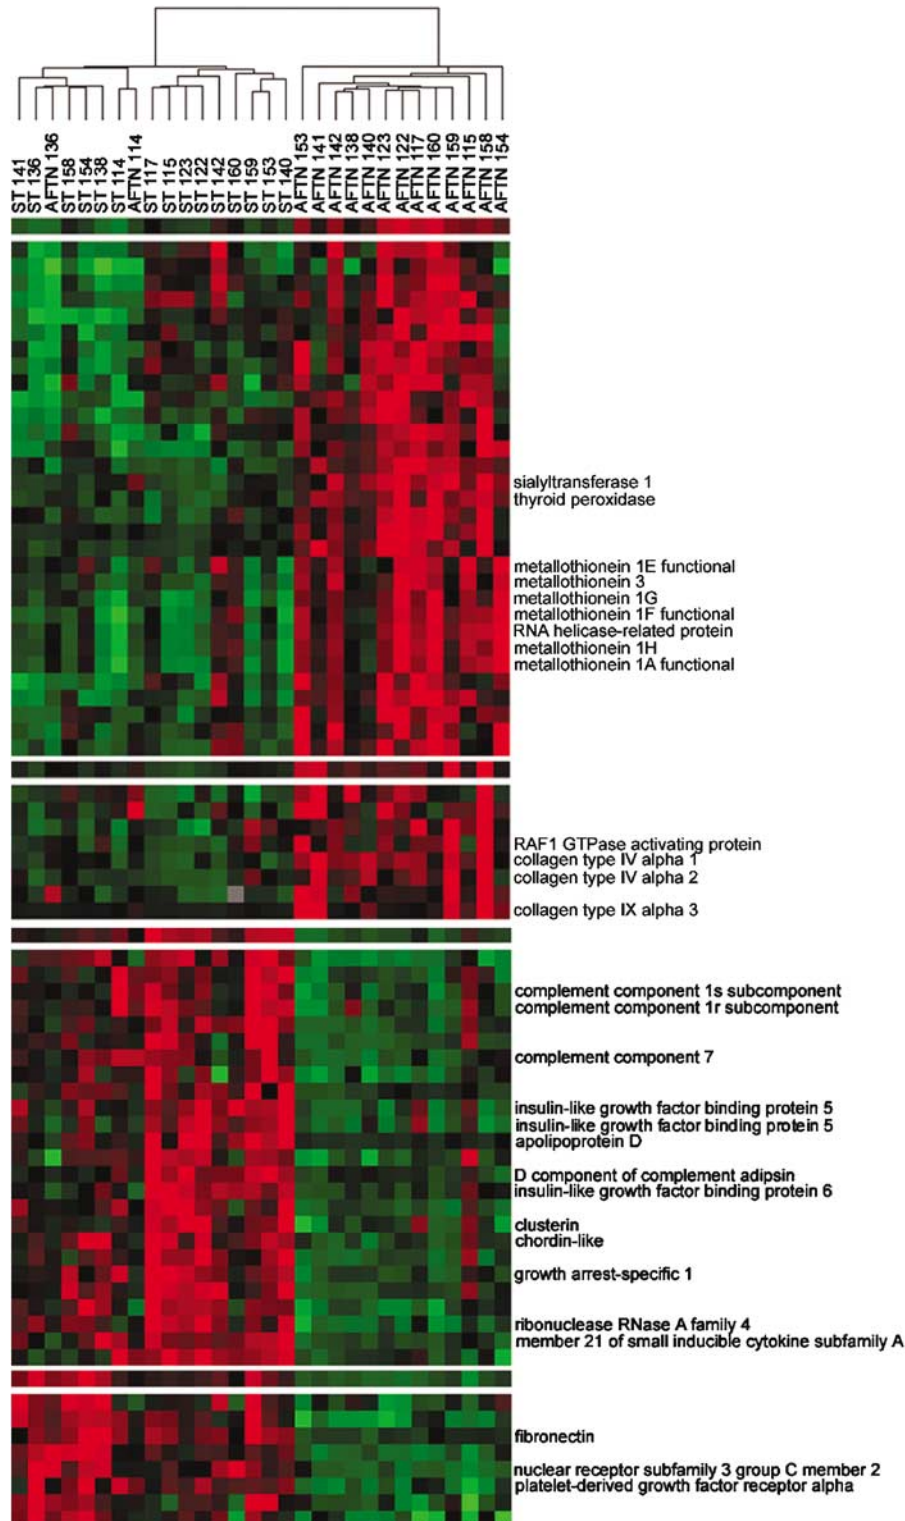 ST 141
ST 136
AFTN 136
ST 158
ST 154
ST 138
ST 114
AFTN 114
ST 117
ST 115
ST 123
ST 122
ST 142
ST 160
ST 159
ST 153
ST 140
AFTN 153
AFTN 141
AFTN 142
AFTN 138
AFTN 140
AFTN 123
AFTN 122
AFTN 117
AFTN 160
AFTN 159
AFTN 115
AFTN 158
AFTN 154
sialyltransferase 1
thyroid peroxidase
metallothionein 1E functional
metallothionein 3
metallothionein 1G
metallothionein 1F functional
RNA helicase-related protein
metallothionein 1H
metallothionein 1A functional
RAF1 GTPase activating protein
collagen type IV alpha 1
collagen type IV alpha 2
collagen type IX alpha 3
complement component 1s subcomponent
complement component 1r subcomponent
complement component 7
insulin-like growth factor binding protein 5
insulin-like growth factor binding protein 5
apolipoprotein D
D component of complement adipsin
insulin-like growth factor binding protein 6
clusterin
chordin-like
growth arrest-specific 1
ribonuclease RNase A family 4
member 21 of small inducible cytokine subfamily A
fibronectin
nuclear receptor subfamily 3 group C member 2
platelet-derived growth factor receptor alpha